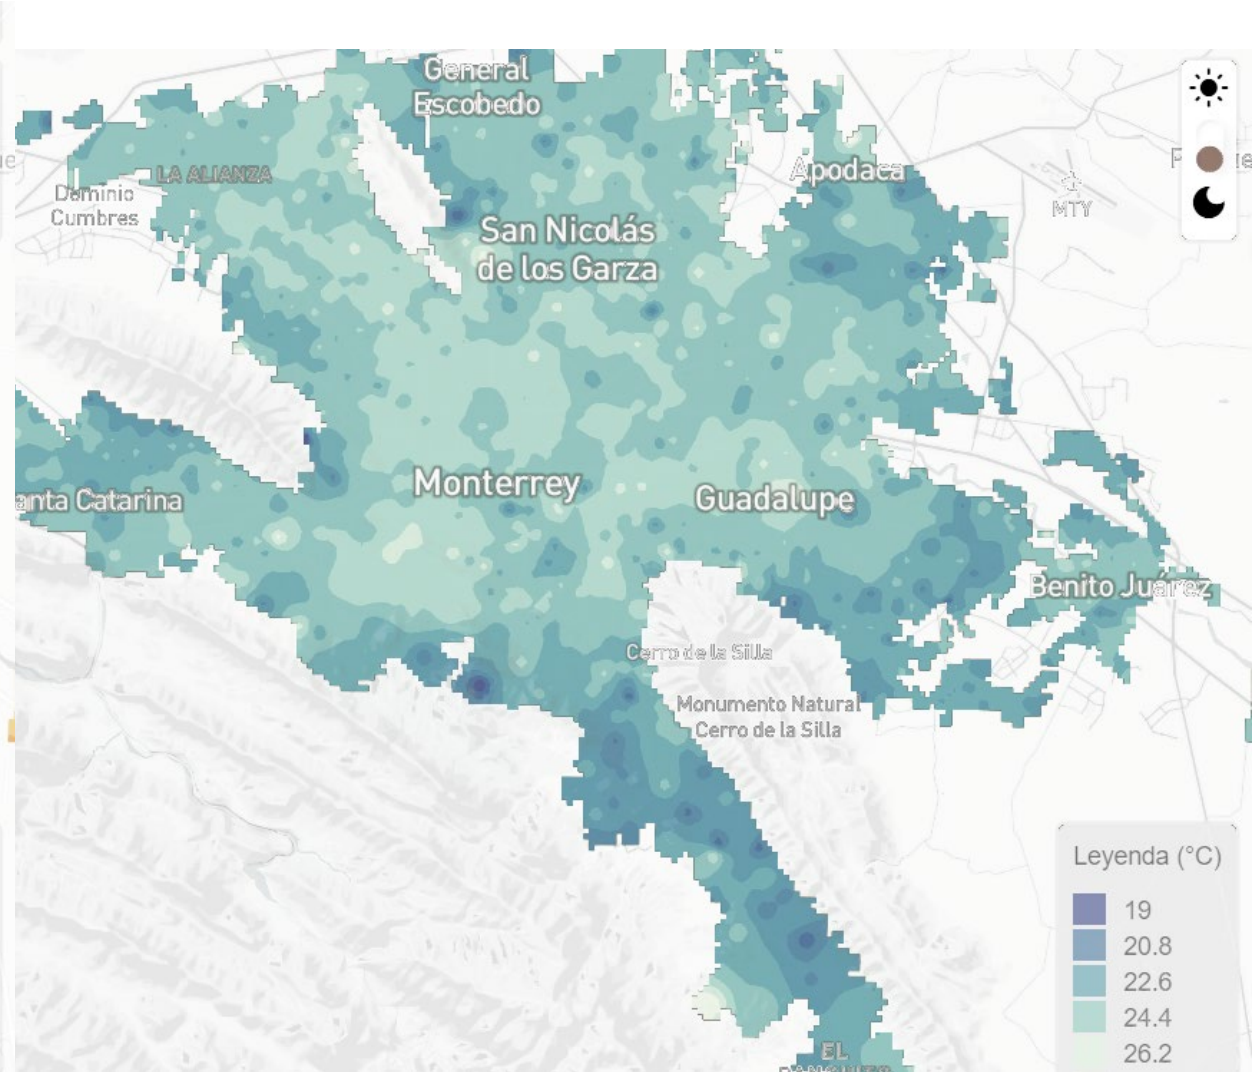 General
Escobedo
LA ALIANZA
Apodaca
Dominio
Cumbres
MTY
San Nicolás
de los Garza
Monterrey
Guadalupe
anta Catarina
Benito Juárez
Cerro de la Silla
Monumento Natural
Cerro de la Silla
Leyenda (°C)
19
20.8
22.6
24.4
26.2
EL